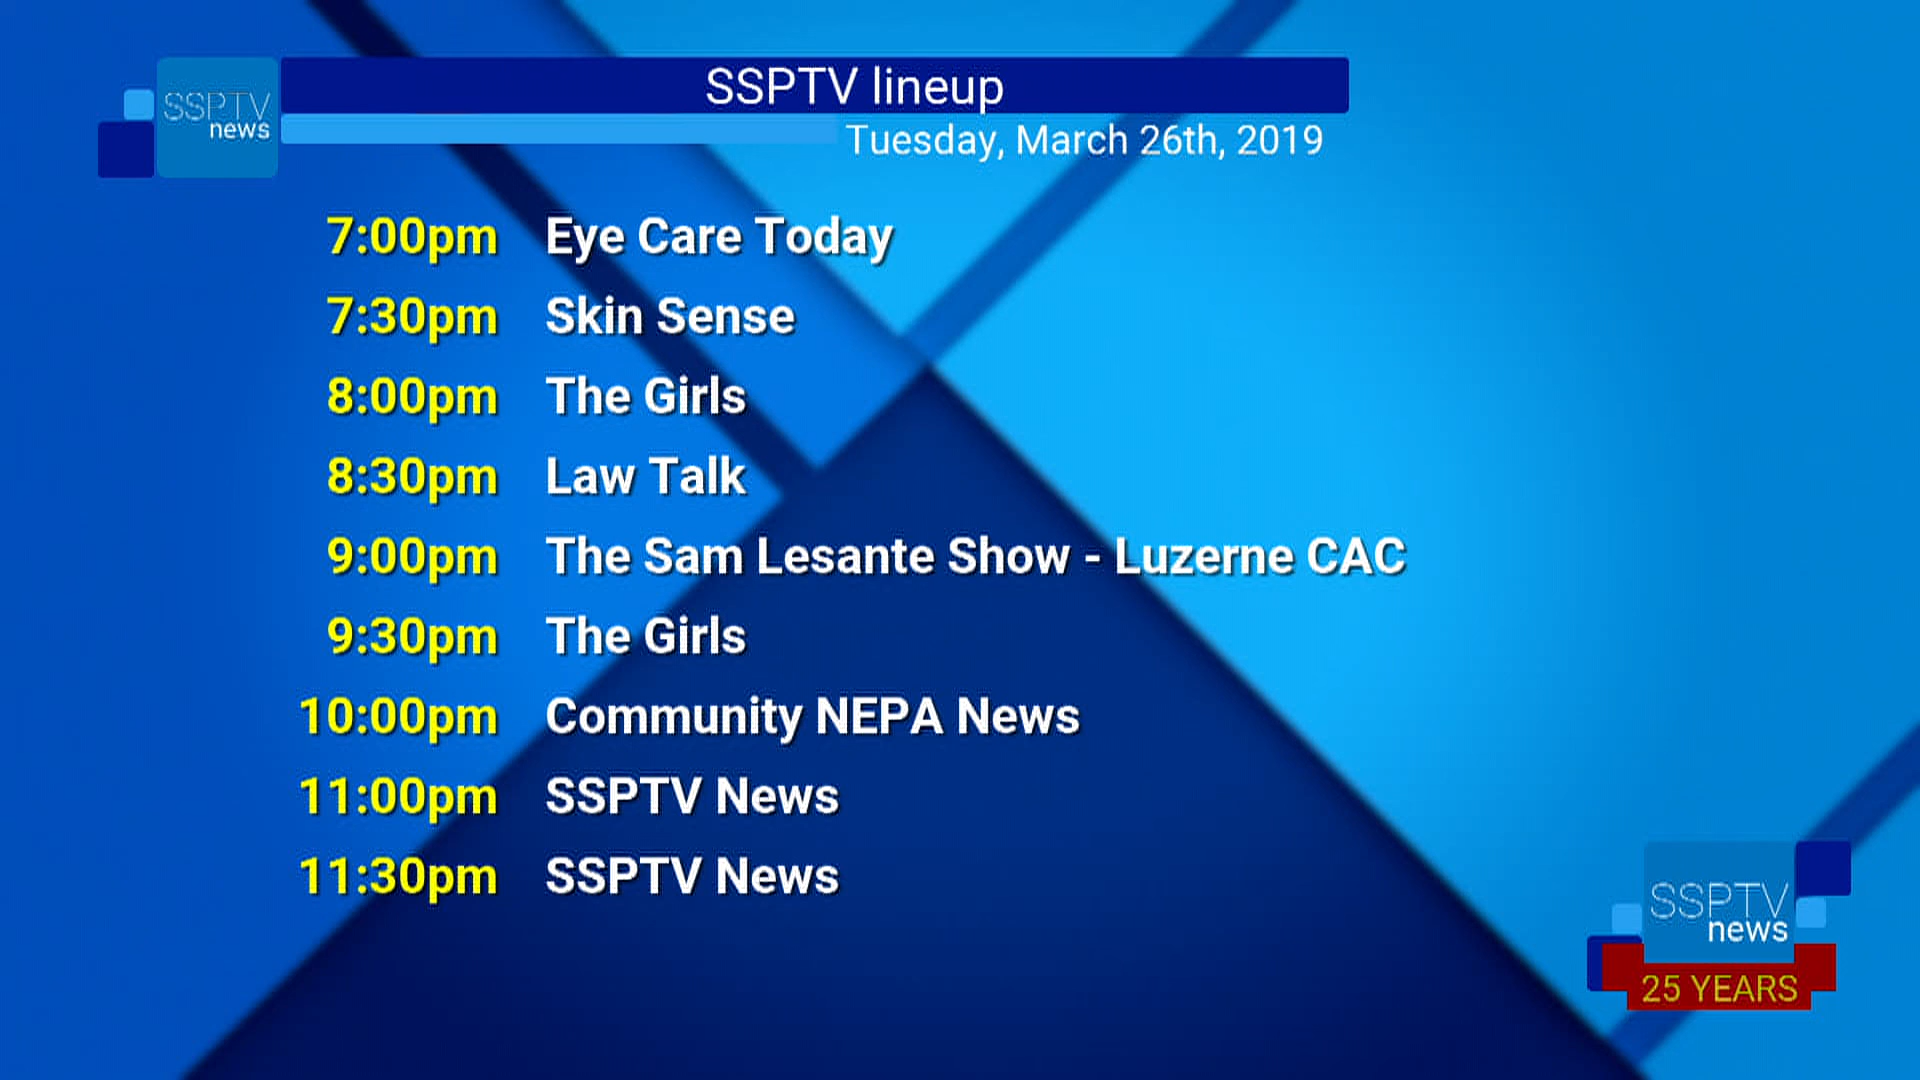 SSPTV lineup
SSPTV
news
Tuesday, March 26th, 2019
7:00pm Eye Care Today
7:30pm Skin Sense
8:00pm The Girls
8:30pm Law Talk
9:00pm The Sam Lesante Show - Luzerne CAC
9:30pm The Girls
10:00pm Community NEPA News
11:00pm SSPTV News
11:30pm SSPTV News
SSPTV
news
25 YEARS